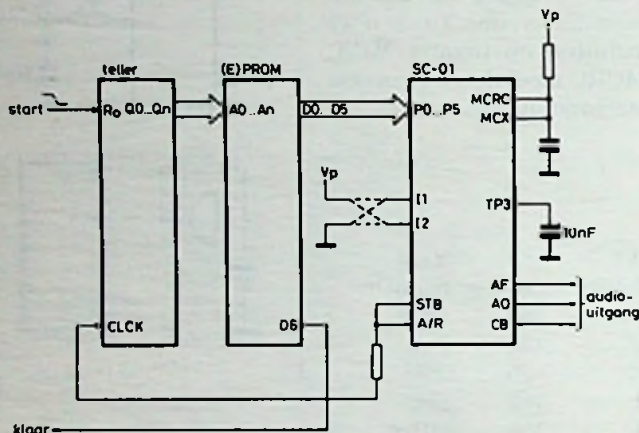 teller
(E)PROM
SC-01
Vp
start
R0 Q0...Qn
A0...An
D0...D5
P0...P5
MCRC
MCX
Vp
I1
I2
TP3
10nF
STB
A/R
AF
AO
CB
audio-
uitgang
CLCK
D6
klaar